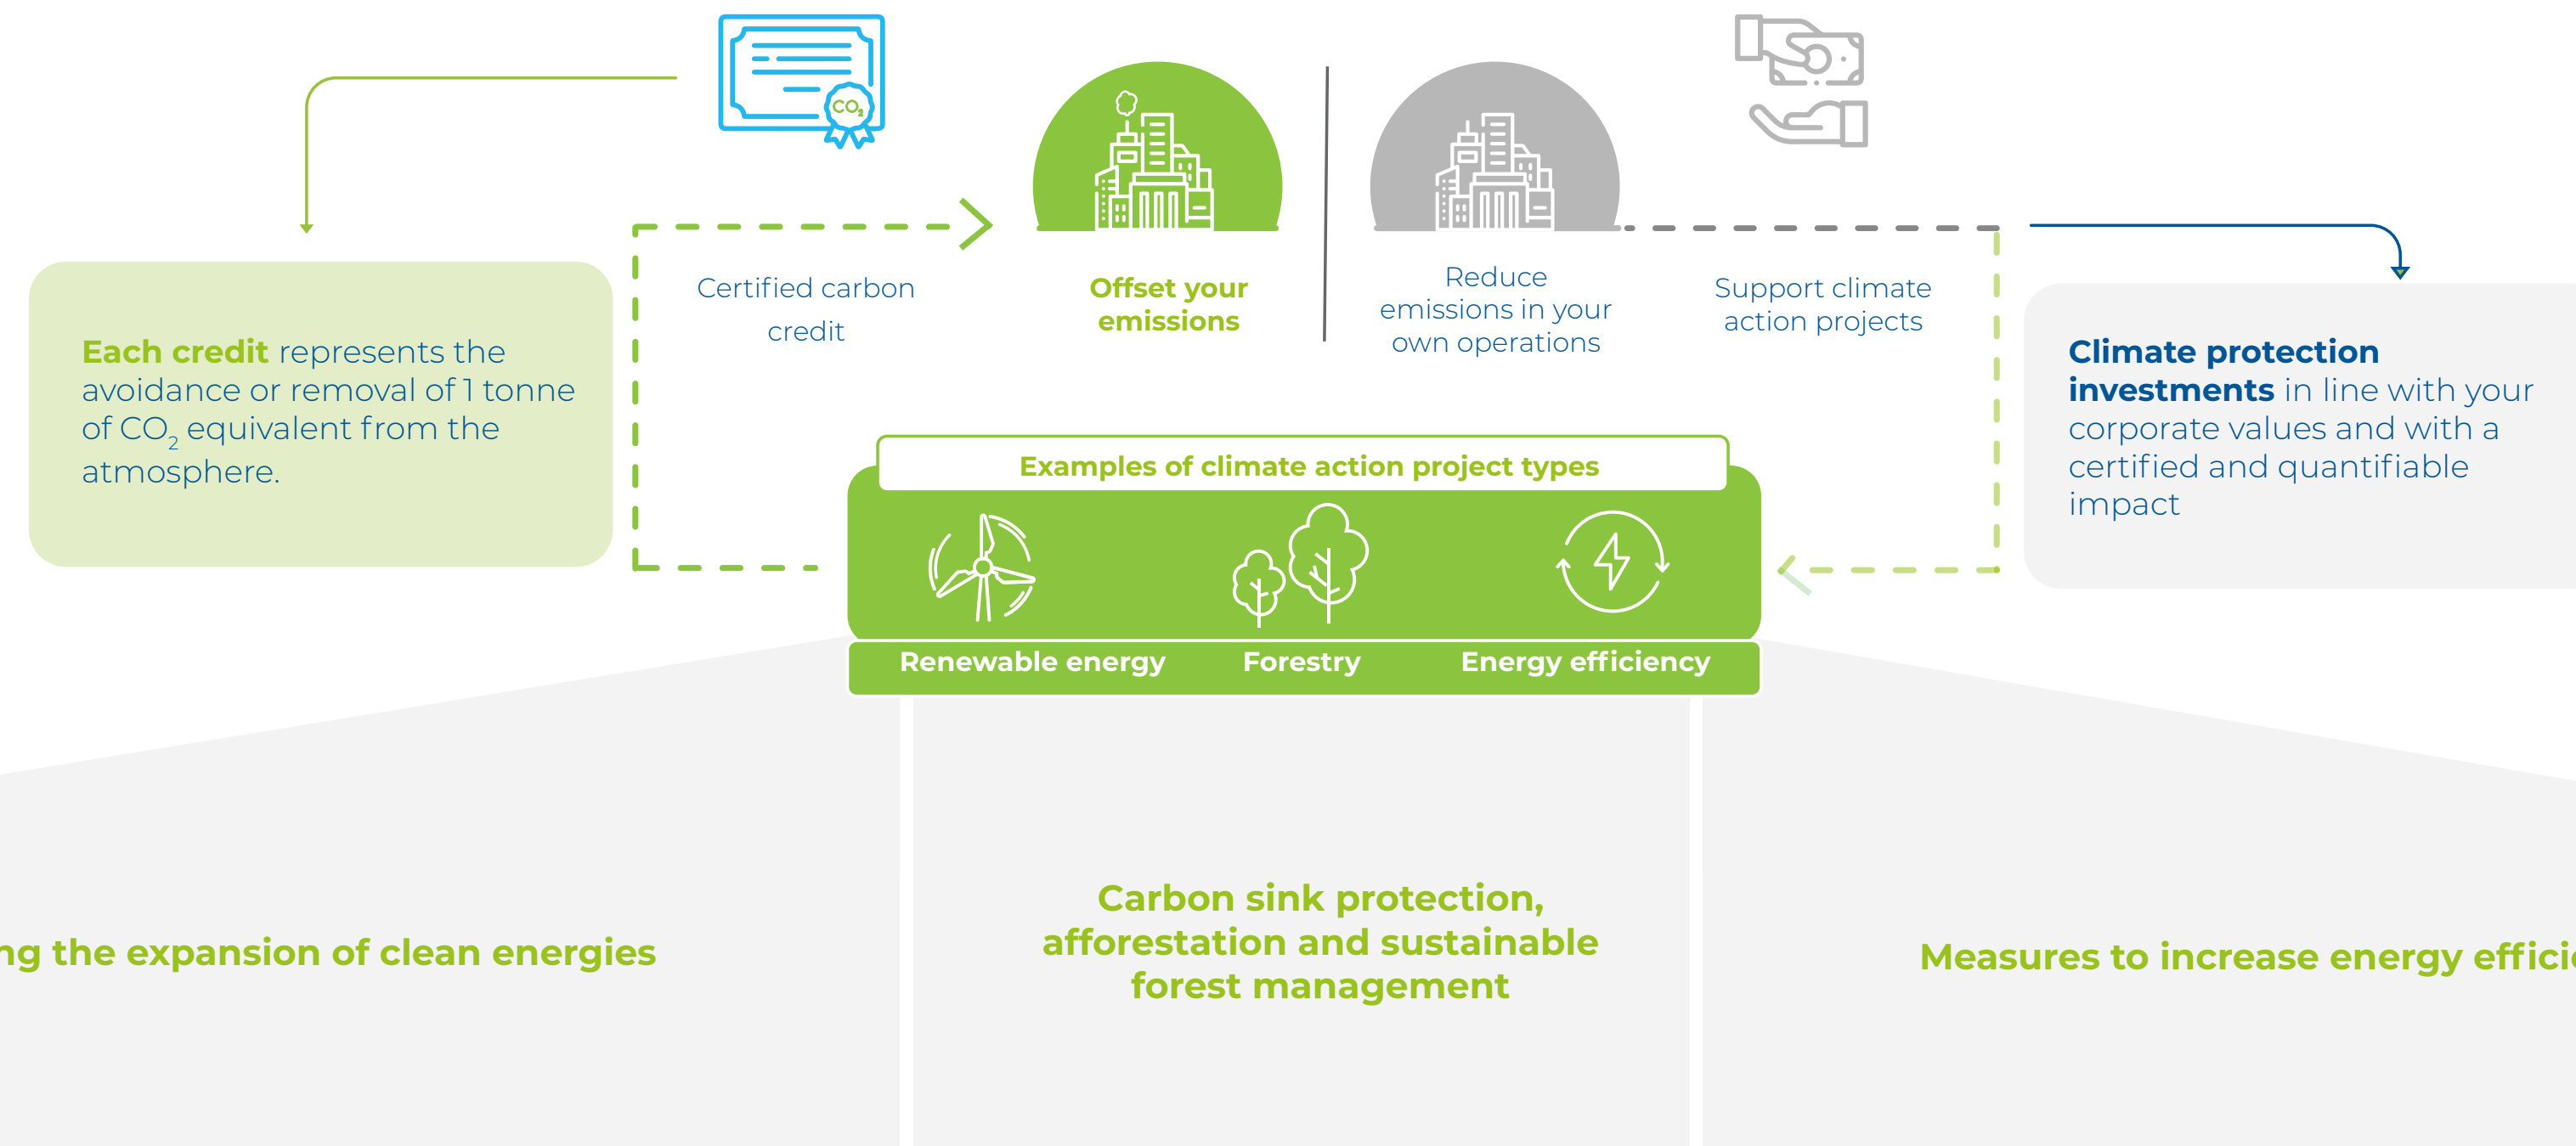 CO2
Certified carbon
credit
Offset your
emissions
Reduce
emissions in your
own operations
Support climate
action projects
Each credit represents the
avoidance or removal of 1 tonne
of CO2 equivalent from the
atmosphere.
Climate protection
investments in line with your
corporate values and with a
certified and quantifiable
impact
Examples of climate action project types
Renewable energy
Forestry
Energy efficiency
the expansion of clean energies
Carbon sink protection,
afforestation and sustainable
forest management
Measures to increase energy